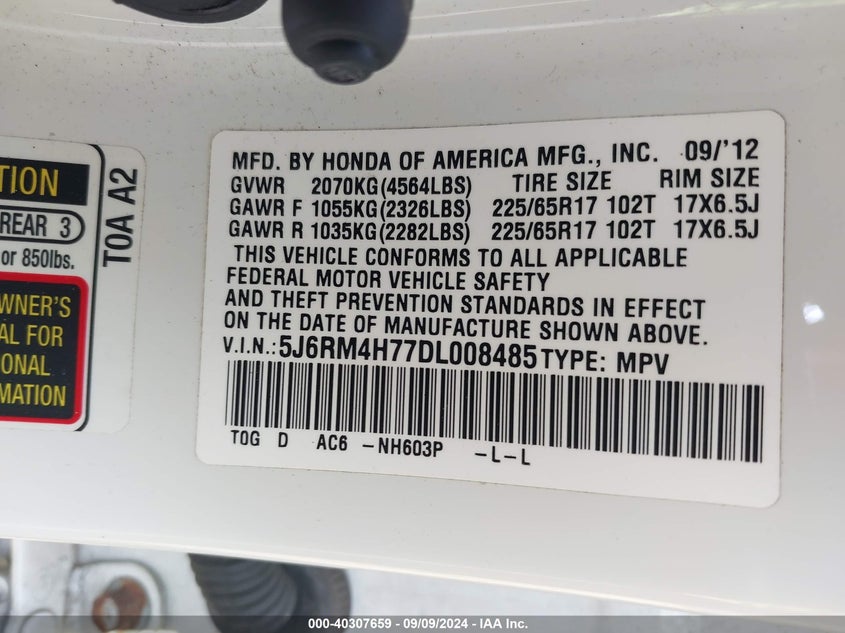 MFD. BY HONDA OF AMERICA MFG., INC. 09/'12
GVWR 2070KG(4564LBS) TIRE SIZE RIM SIZE
GAWR F 1055KG(2326LBS) 225/65R17 102T 17X6.5J
GAWR R 1035KG(2282LBS) 225/65R17 102T 17X6.5J
THIS VEHICLE CONFORMS TO ALL APPLICABLE
FEDERAL MOTOR VEHICLE SAFETY
AND THEFT PREVENTION STANDARDS IN EFFECT
ON THE DATE OF MANUFACTURE SHOWN ABOVE.
V.I.N.: 5J6RM4H77DL008485 TYPE: MPV
T0G D AC6 -NH603P -L-L
TION
REAR 3
or 850lbs.
WNER'S
AL FOR
ONAL
MATION
T0A A2
000-40307659 - 09/09/2024 - IAA Inc.